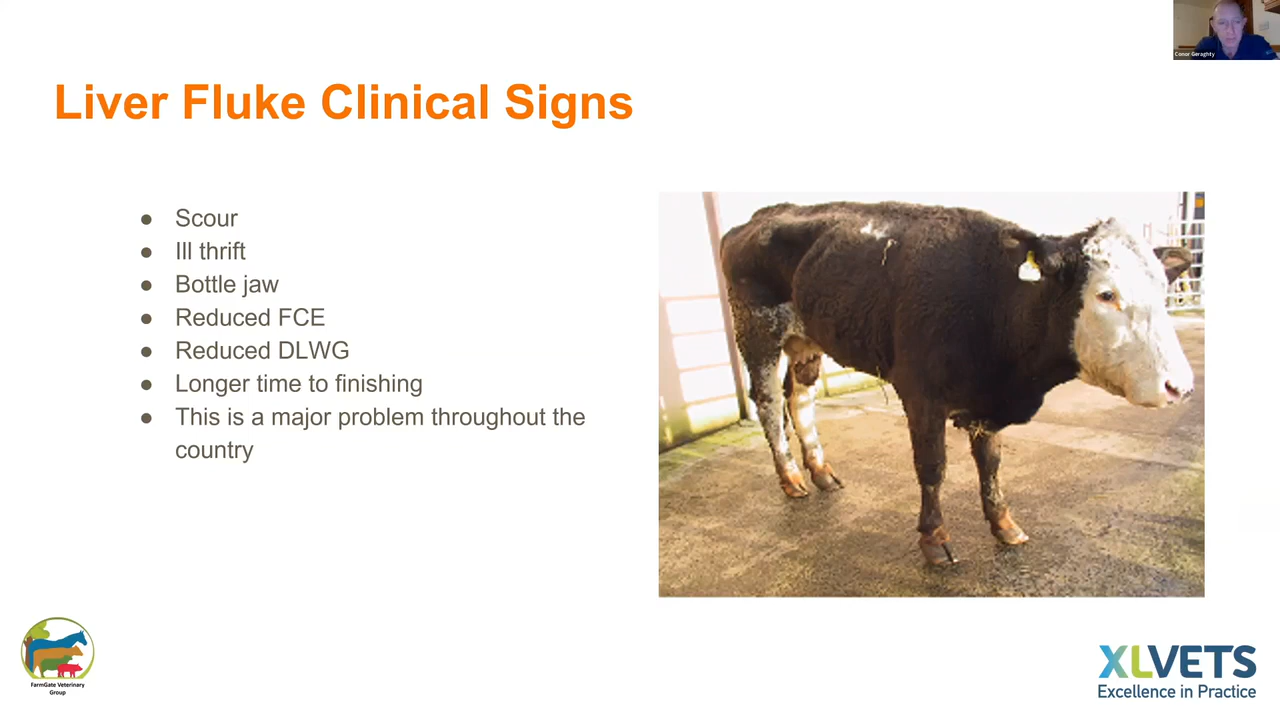 Conor Geraghty
Liver Fluke Clinical Signs
● Scour
● Ill thrift
● Bottle jaw
● Reduced FCE
● Reduced DLWG
● Longer time to finishing
● This is a major problem throughout the
country
FarmGate Veterinary
Group
XLVETS
Excellence in Practice